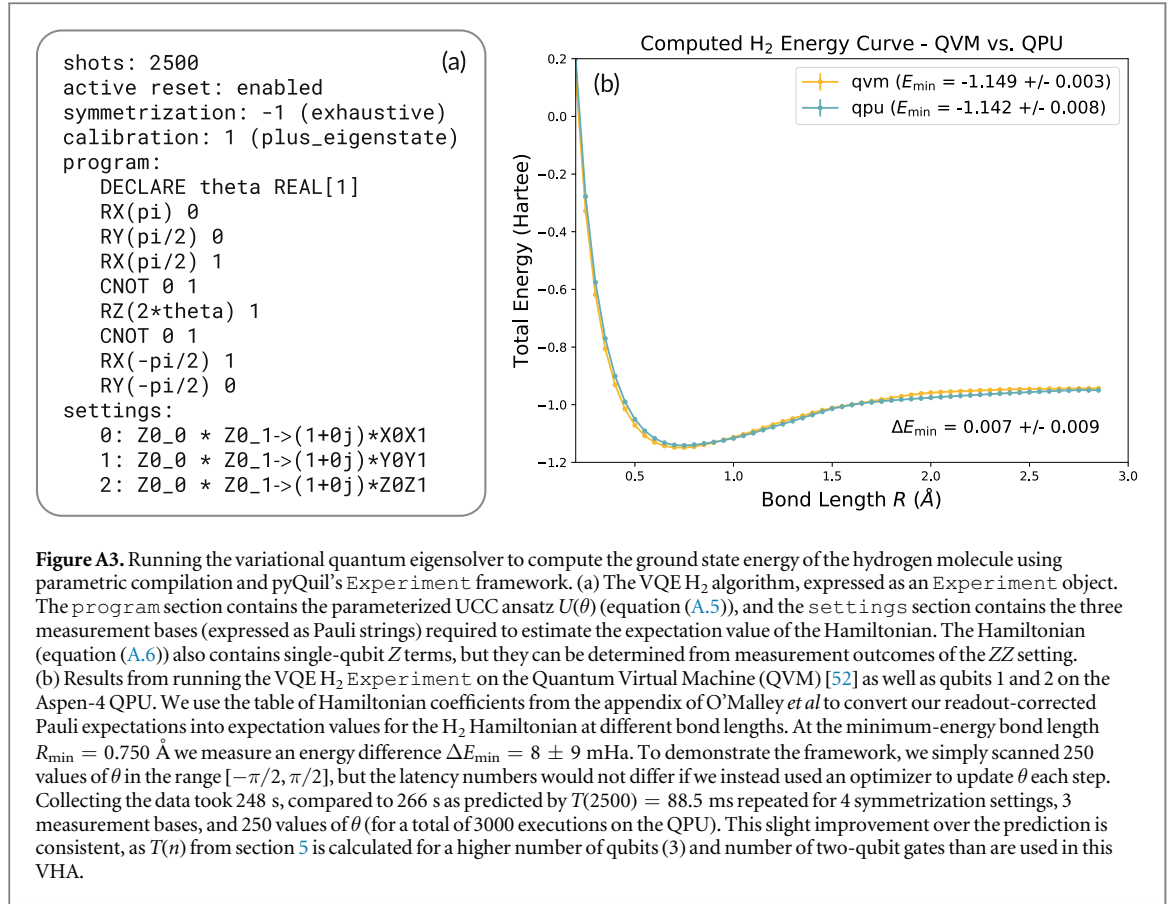 shots: 2500
(a)
active reset: enabled
symmetrization: -1 (exhaustive)
calibration: 1 (plus_eigenstate)
program:
DECLARE theta REAL[1]
RX(pi) 0
RY(pi/2) 0
RX(pi/2) 1
CNOT 0 1
RZ(2*theta) 1
CNOT 0 1
RX(-pi/2) 1
RY(-pi/2) 0
settings:
0: Z0_0 * Z0_1->(1+0j)*X0X1
1: Z0_0 * Z0_1->(1+0j)*Y0Y1
2: Z0_0 * Z0_1->(1+0j)*Z0Z1
Computed H₂ Energy Curve - QVM vs. QPU
(b)
qvm (E_min = -1.149 +/- 0.003)
qpu (E_min = -1.142 +/- 0.008)
Total Energy (Hartee)
0.2
0.0
−0.2
−0.4
−0.6
−0.8
−1.0
−1.2
ΔE_min = 0.007 +/- 0.009
0.5 1.0 1.5 2.0 2.5 3.0
Bond Length R (Å)
Figure A3. Running the variational quantum eigensolver to compute the ground state energy of the hydrogen molecule using
parametric compilation and pyQuil's Experiment framework. (a) The VQE H₂ algorithm, expressed as an Experiment object.
The program section contains the parameterized UCC ansatz U(θ) (equation (A.5)), and the settings section contains the three
measurement bases (expressed as Pauli strings) required to estimate the expectation value of the Hamiltonian. The Hamiltonian
(equation (A.6)) also contains single-qubit Z terms, but they can be determined from measurement outcomes of the ZZ setting.
(b) Results from running the VQE H₂ Experiment on the Quantum Virtual Machine (QVM) [52] as well as qubits 1 and 2 on the
Aspen-4 QPU. We use the table of Hamiltonian coefficients from the appendix of O'Malley et al to convert our readout-corrected
Pauli expectations into expectation values for the H₂ Hamiltonian at different bond lengths. At the minimum-energy bond length
R_min = 0.750 Å we measure an energy difference ΔE_min = 8 ± 9 mHa. To demonstrate the framework, we simply scanned 250
values of θ in the range [−π/2, π/2], but the latency numbers would not differ if we instead used an optimizer to update θ each step.
Collecting the data took 248 s, compared to 266 s as predicted by T(2500) = 88.5 ms repeated for 4 symmetrization settings, 3
measurement bases, and 250 values of θ (for a total of 3000 executions on the QPU). This slight improvement over the prediction is
consistent, as T(n) from section 5 is calculated for a higher number of qubits (3) and number of two-qubit gates than are used in this
VHA.